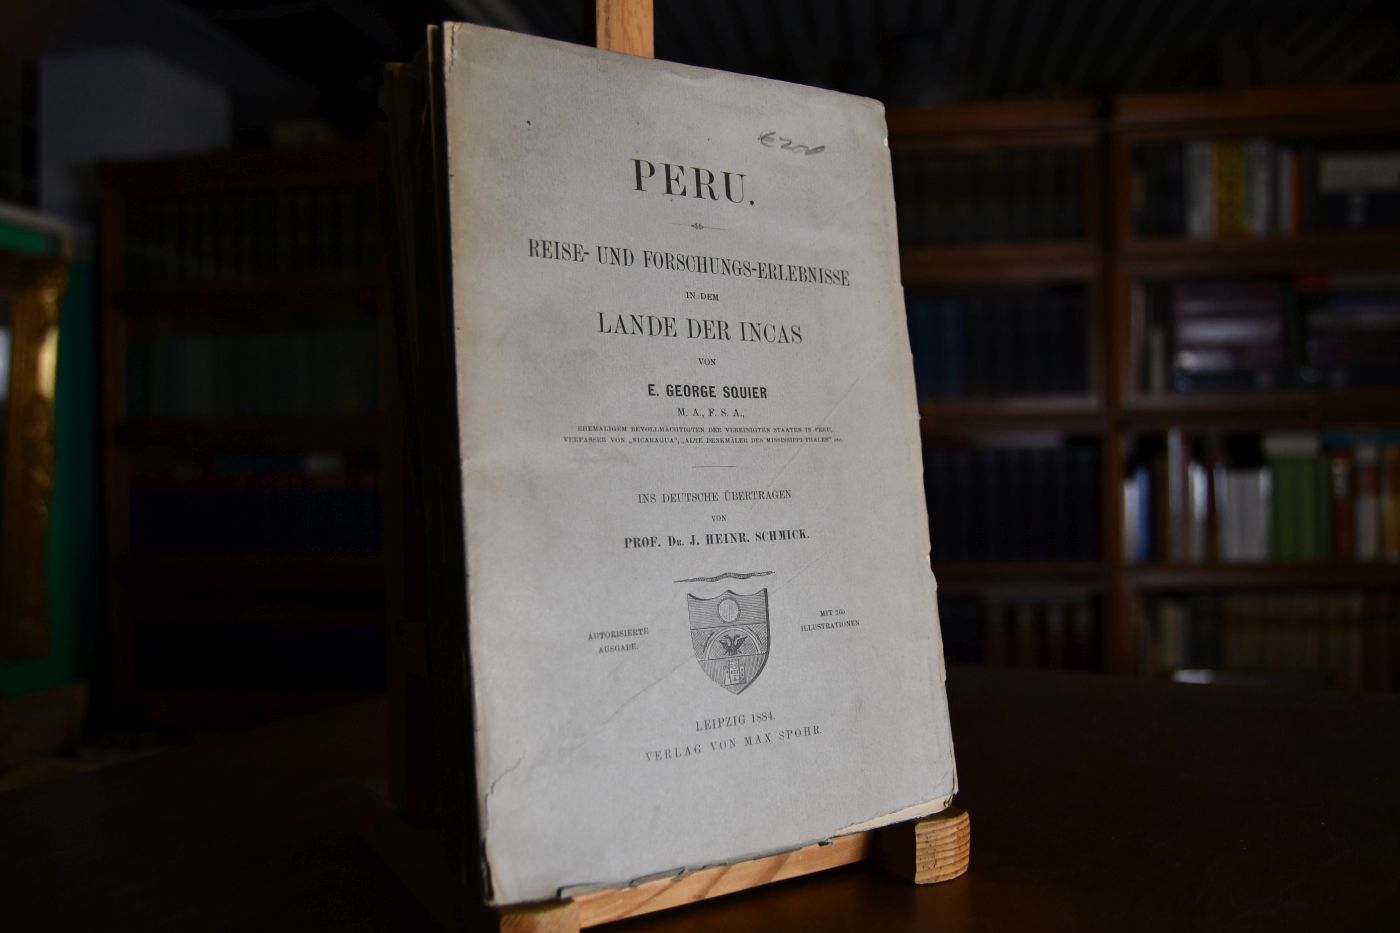 €200
PERU.
REISE- UND FORSCHUNGS-ERLEBNISSE
IN DEM
LANDE DER INCAS
VON
E. GEORGE SQUIER
M. A., F. S. A.,
EHEMALIGEM BEVOLLMÄCHTIGTEN DER VEREINIGTEN STAATEN IN PERU,
VERFASSER VON „NICARAGUA", „ALTE DENKMÄLER DES MISSISSIPPI-THALES" etc.
INS DEUTSCHE ÜBERTRAGEN
VON
PROF. DR. J. HEINR. SCHMICK.
AUTORISIERTE
AUSGABE.
MIT 260
ILLUSTRATIONEN
LEIPZIG 1884.
VERLAG VON MAX SPOHR.